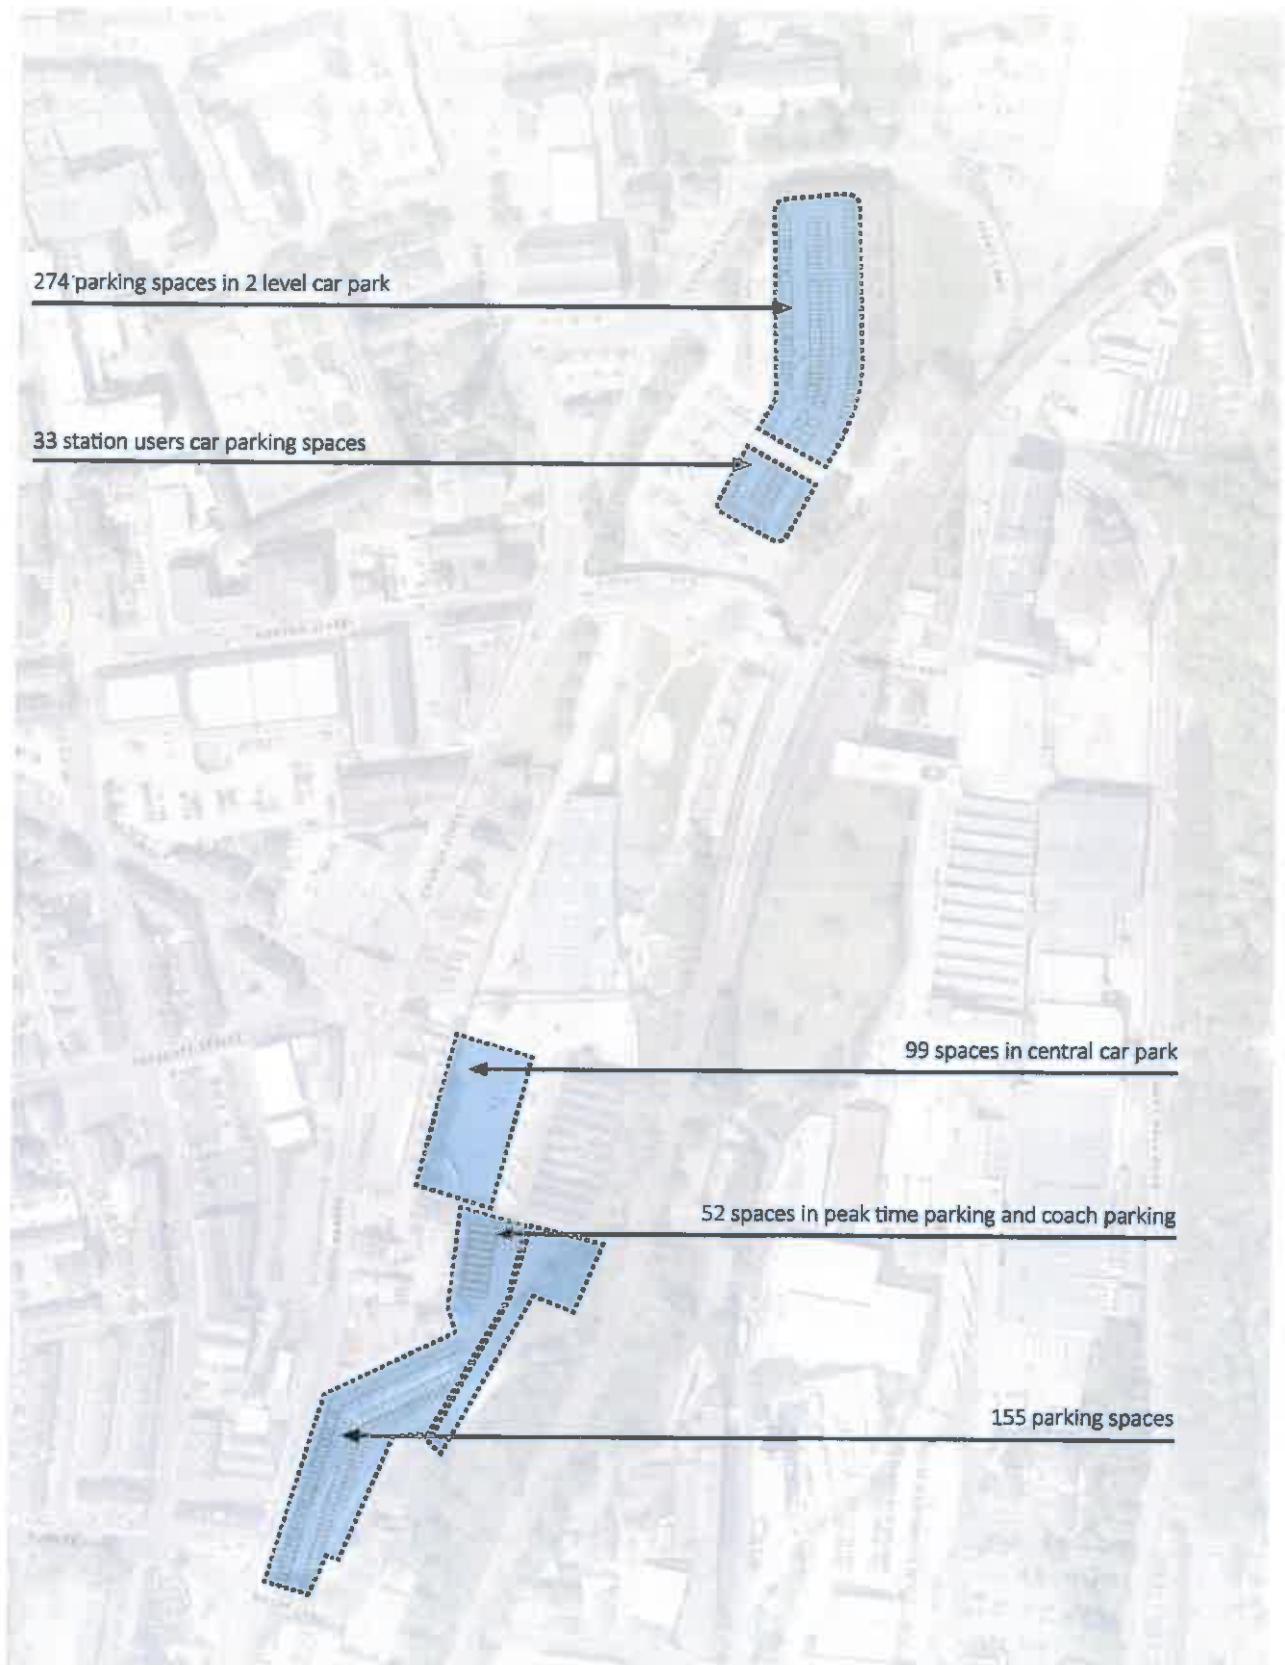 274 parking spaces in 2 level car park
33 station users car parking spaces
99 spaces in central car park
52 spaces in peak time parking and coach parking
155 parking spaces